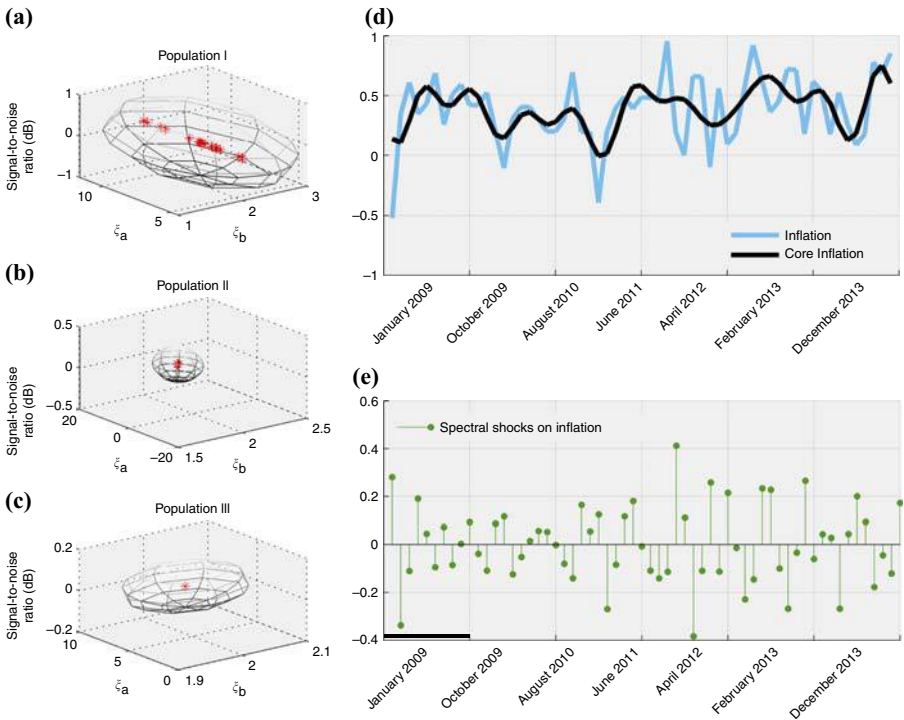 (a)
Population I
1
0
−1
Signal-to-noise
ratio (dB)
10
5
ξa
1
2
3
ξb
(b)
Population II
0.5
0
−0.5
Signal-to-noise
ratio (dB)
20
0
−20
ξa
1.5
2
2.5
ξb
(c)
Population III
0.2
0
−0.2
Signal-to-noise
ratio (dB)
10
5
0
ξa
1.9
2
2.1
ξb
(d)
1
0.5
0
−0.5
−1
Inflation
Core Inflation
January 2009
October 2009
August 2010
June 2011
April 2012
February 2013
December 2013
(e)
0.6
0.4
0.2
0
−0.2
−0.4
Spectral shocks on inflation
January 2009
October 2009
August 2010
June 2011
April 2012
February 2013
December 2013